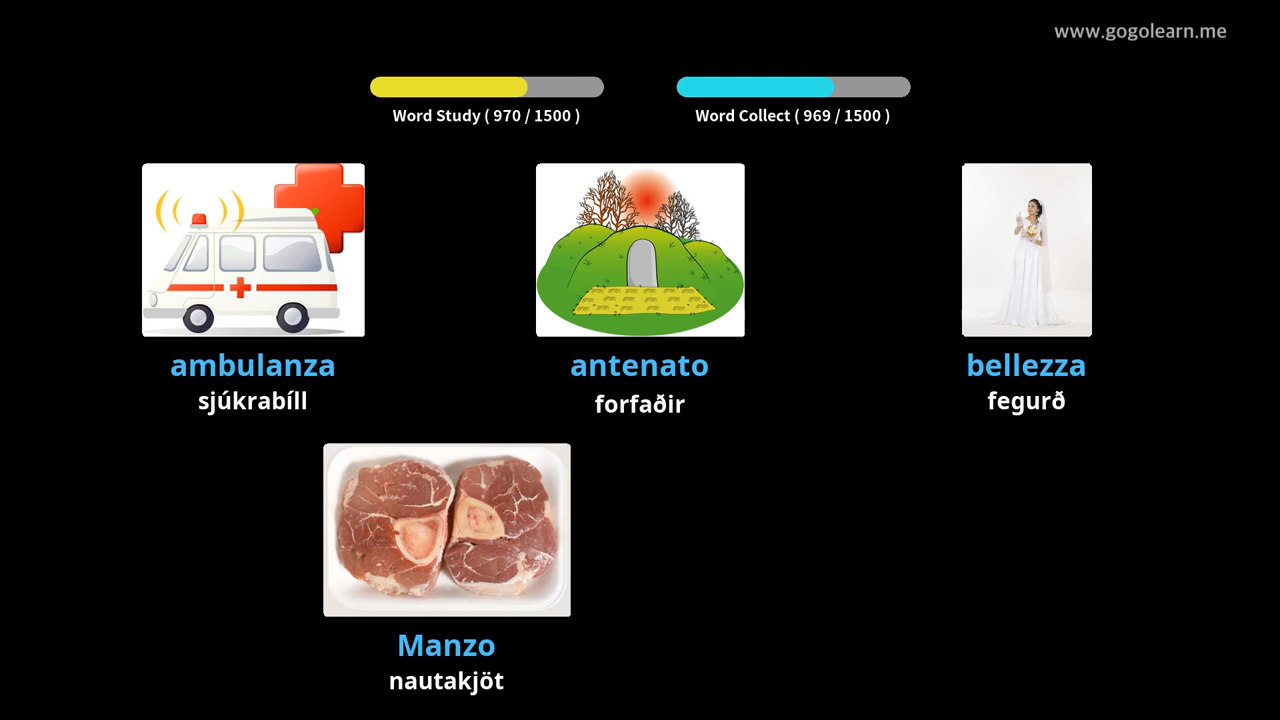 www.gogolearn.me
Word Study ( 970 / 1500 )
Word Collect ( 969 / 1500 )
ambulanza
sjúkrabíll
antenato
forfaðir
bellezza
fegurð
Manzo
nautakjöt